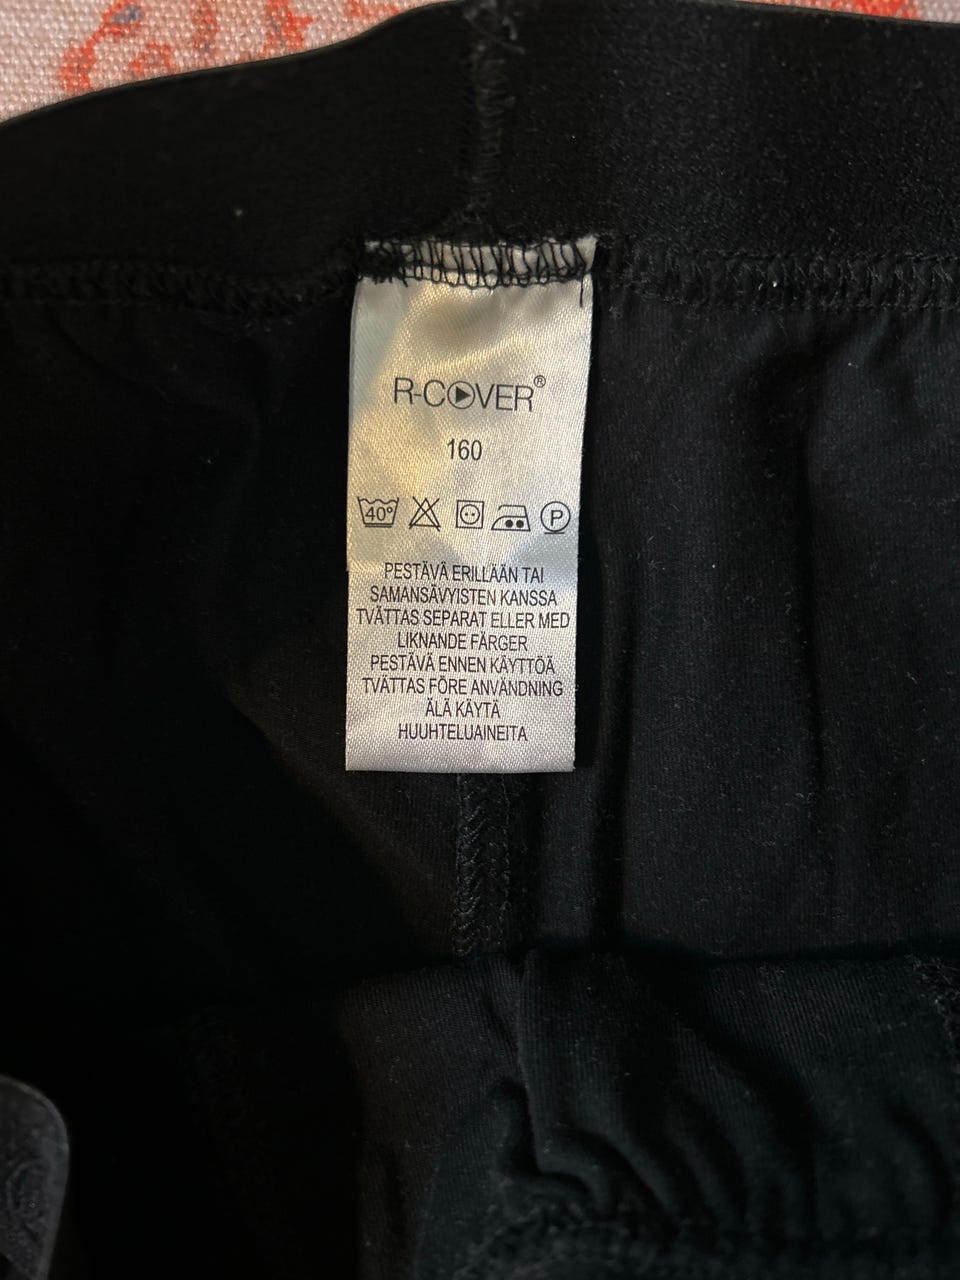 R-COVER®
160
40°
P
PESTÄVÄ ERILLÄÄN TAI
SAMANSÄVYISTEN KANSSA
TVÄTTAS SEPARAT ELLER MED
LIKNANDE FÄRGER
PESTÄVÄ ENNEN KÄYTTÖÄ
TVÄTTAS FÖRE ANVÄNDNING
ÄLÄ KÄYTÄ
HUUHTELUAINEITA